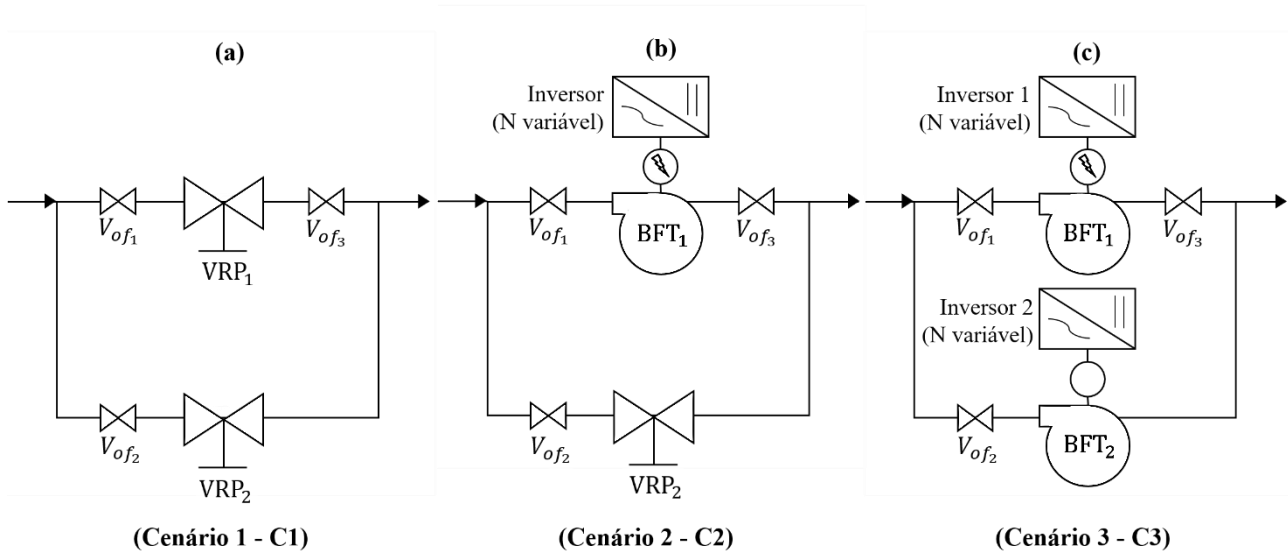 (a)
V_of1
VRP1
V_of3
V_of2
VRP2
(Cenário 1 - C1)
(b)
Inversor
(N variável)
V_of1
BFT1
V_of3
V_of2
VRP2
(Cenário 2 - C2)
(c)
Inversor 1
(N variável)
V_of1
BFT1
V_of3
Inversor 2
(N variável)
V_of2
BFT2
(Cenário 3 - C3)